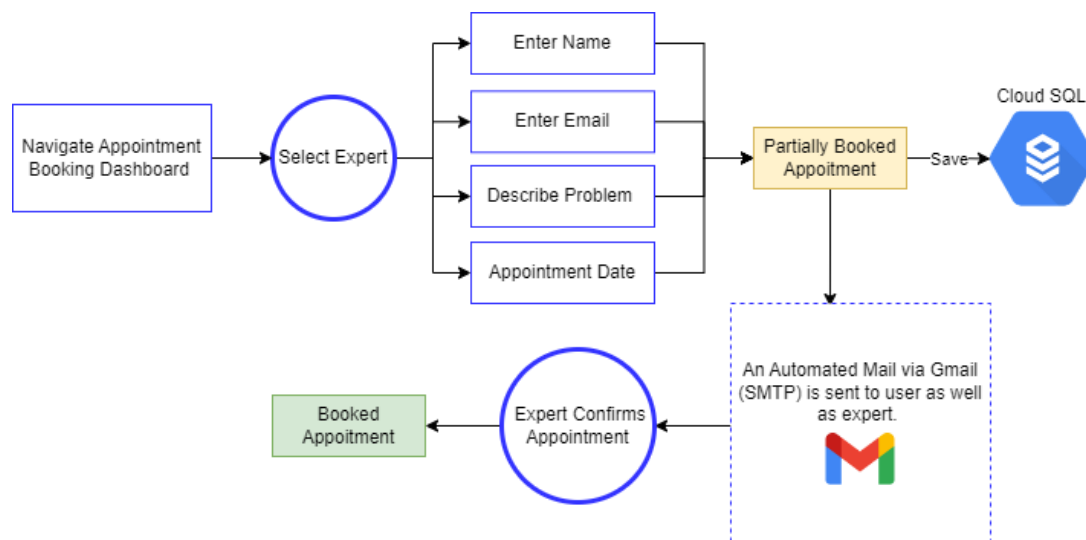 Navigate Appointment
Booking Dashboard
Select Expert
Enter Name
Enter Email
Describe Problem
Appointment Date
Partially Booked
Appoitment
Save
Cloud SQL
An Automated Mail via Gmail
(SMTP) is sent to user as well
as expert.
Expert Confirms
Appointment
Booked
Appoitment